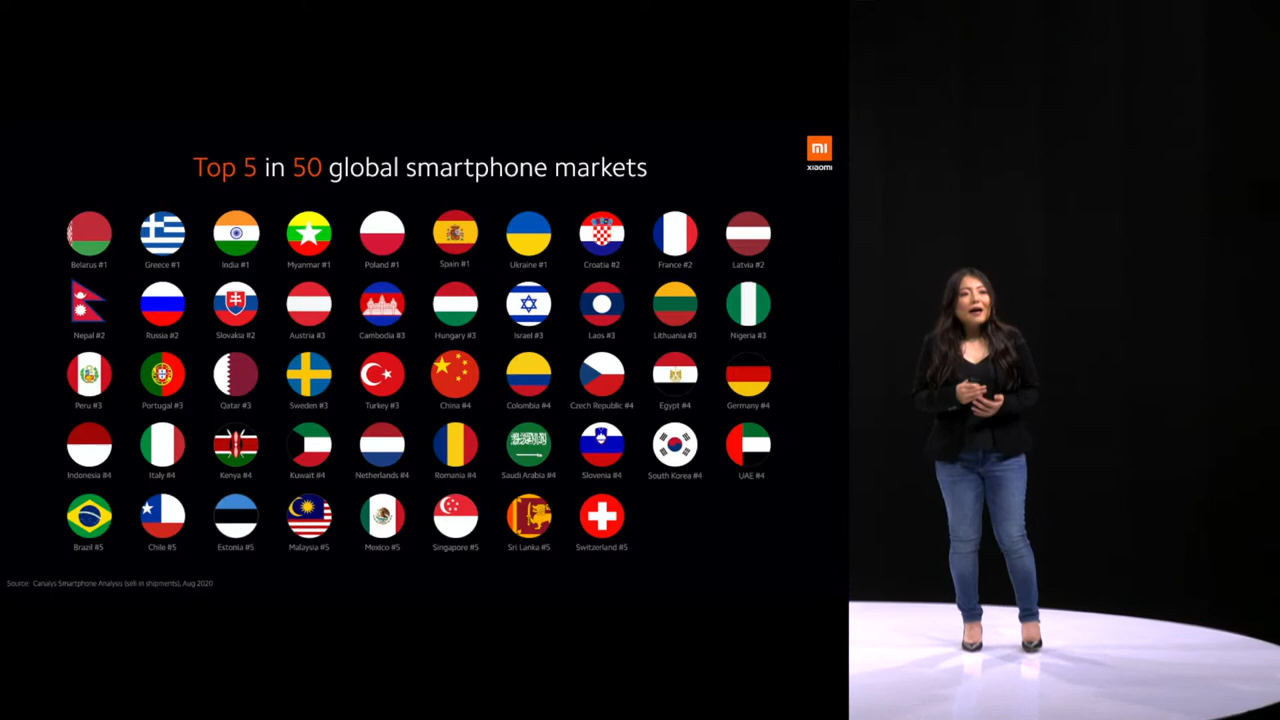 Top 5 in 50 global smartphone markets
mi
xiaomi
Belarus #1 Greece #1 India #1 Myanmar #1 Poland #1 Spain #1 Ukraine #1 Croatia #2 France #2 Latvia #2
Nepal #2 Russia #2 Slovakia #2 Austria #3 Cambodia #3 Hungary #3 Israel #3 Laos #3 Lithuania #3 Nigeria #3
Peru #3 Portugal #3 Qatar #3 Sweden #3 Turkey #3 China #4 Colombia #4 Czech Republic #4 Egypt #4 Germany #4
Indonesia #4 Italy #4 Kenya #4 Kuwait #4 Netherlands #4 Romania #4 Saudi Arabia #4 Slovenia #4 South Korea #4 UAE #4
Brazil #5 Chile #5 Estonia #5 Malaysia #5 Mexico #5 Singapore #5 Sri Lanka #5 Switzerland #5
Source: Canalys Smartphone Analysis (sell in shipments), Aug 2020